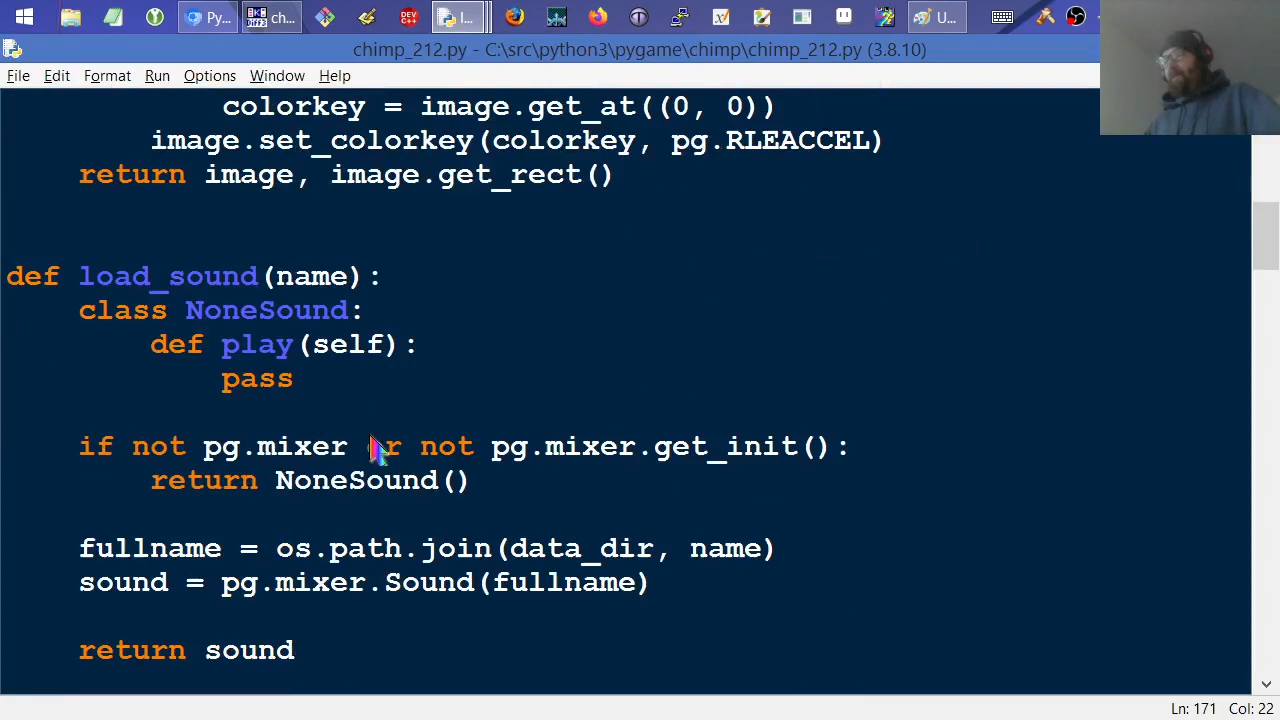 Py...
ch...
DEV C++
I...
U...
chimp_212.py - C:\src\python3\pygame\chimp\chimp_212.py (3.8.10)
File Edit Format Run Options Window Help
colorkey = image.get_at((0, 0))
image.set_colorkey(colorkey, pg.RLEACCEL)
return image, image.get_rect()
def load_sound(name):
class NoneSound:
def play(self):
pass
if not pg.mixer or not pg.mixer.get_init():
return NoneSound()
fullname = os.path.join(data_dir, name)
sound = pg.mixer.Sound(fullname)
return sound
Ln: 171 Col: 22